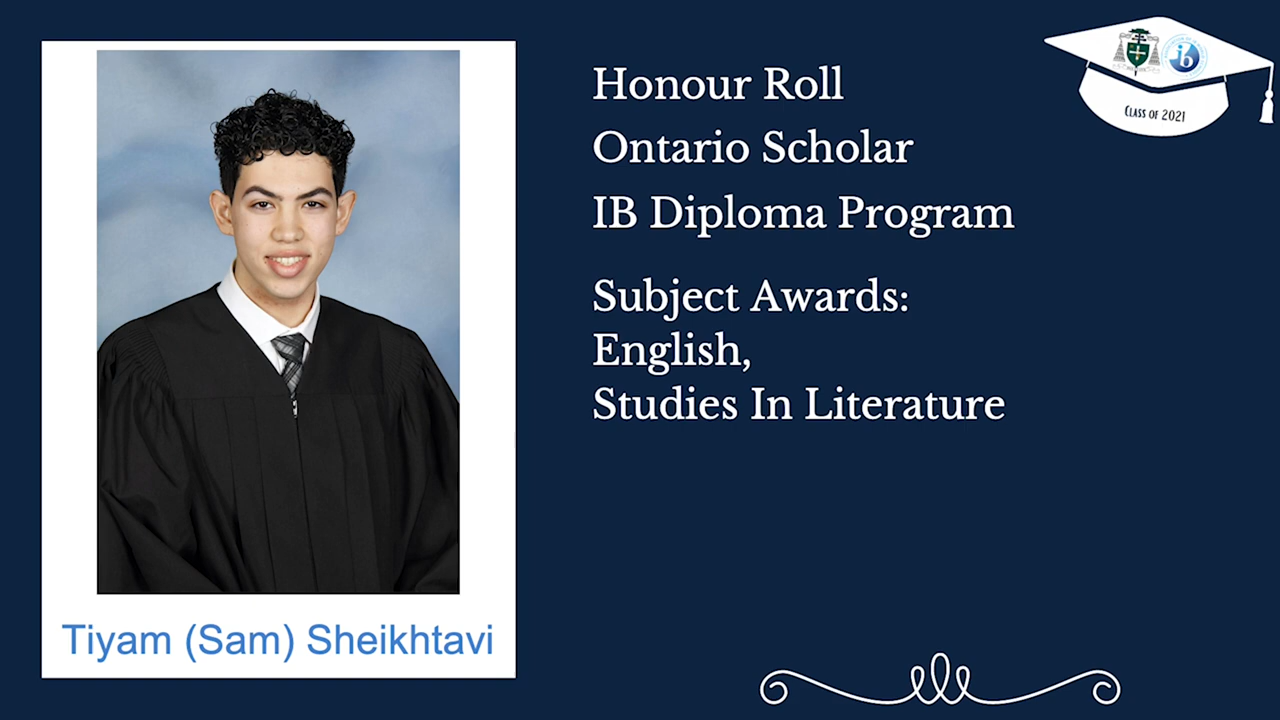 Honour Roll
Ontario Scholar
IB Diploma Program
Subject Awards:
English,
Studies In Literature
Tiyam (Sam) Sheikhtavi
ib
CLASS OF 2021